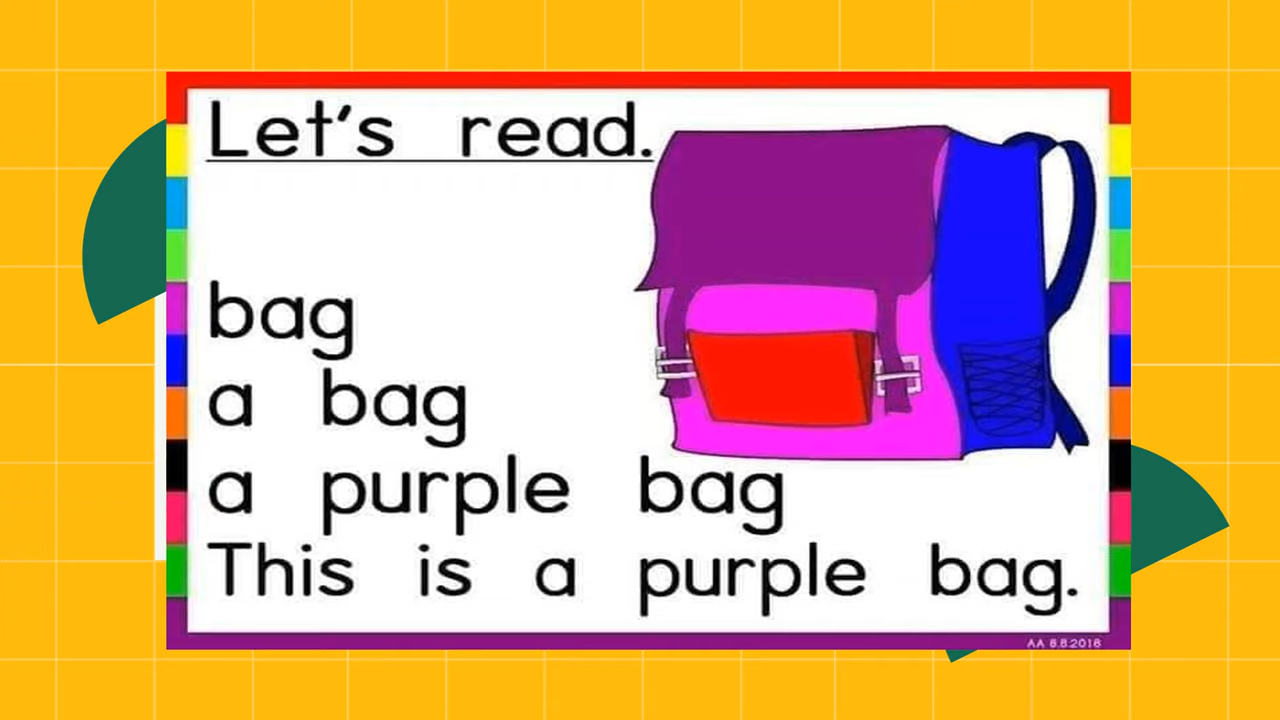 Let's read.
bag
a bag
a purple bag
This is a purple bag.
AA 8.8.2018